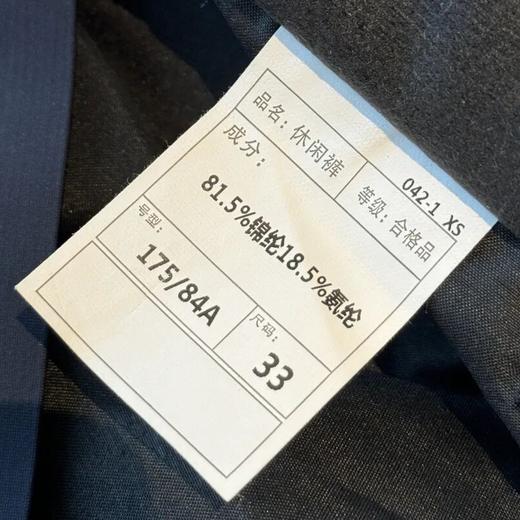 042-1 XS
品名：休闲裤
等级：合格品
成分：
81.5%锦纶18.5%氨纶
号型：
175/84A
尺码：
33